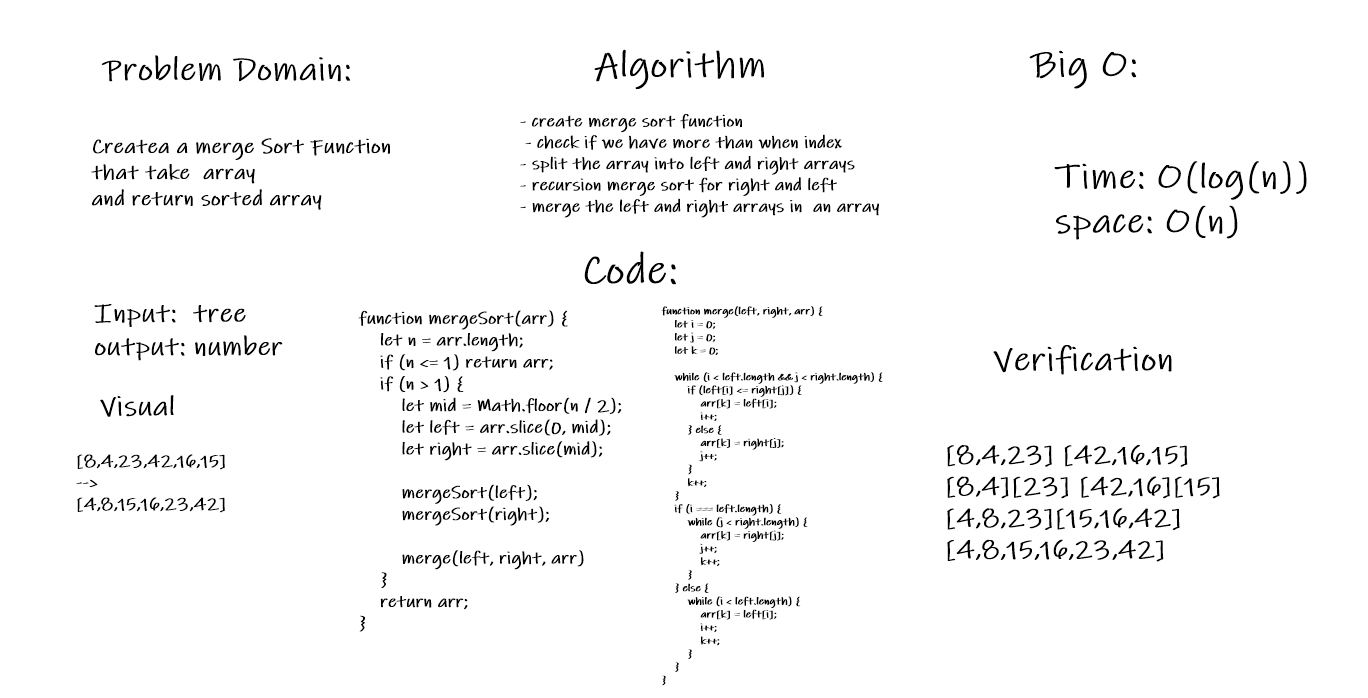 Problem Domain:
Createa a merge Sort Function
that take array
and return sorted array
Algorithm
- create merge sort function
- check if we have more than when index
- split the array into left and right arrays
- recursion merge sort for right and left
- merge the left and right arrays in an array
Big O:
Time: O(log(n))
space: O(n)
Input: tree
output: number
Visual
[8,4,23,42,16,15]
-->
[4,8,15,16,23,42]
Code:
function mergeSort(arr) {
let n = arr.length;
if (n <= 1) return arr;
if (n > 1) {
let mid = Math.floor(n / 2);
let left = arr.slice(0, mid);
let right = arr.slice(mid);
mergeSort(left);
mergeSort(right);
merge(left, right, arr)
}
return arr;
}
function merge(left, right, arr) {
let i = 0;
let j = 0;
let k = 0;
while (i < left.length && j < right.length) {
if (left[i] <= right[j]) {
arr[k] = left[i];
i++;
} else {
arr[k] = right[j];
j++;
}
k++;
}
if (i === left.length) {
while (j < right.length) {
arr[k] = right[j];
j++;
k++;
}
} else {
while (i < left.length) {
arr[k] = left[i];
i++;
k++;
}
}
}
Verification
[8,4,23] [42,16,15]
[8,4][23] [42,16][15]
[4,8,23][15,16,42]
[4,8,15,16,23,42]